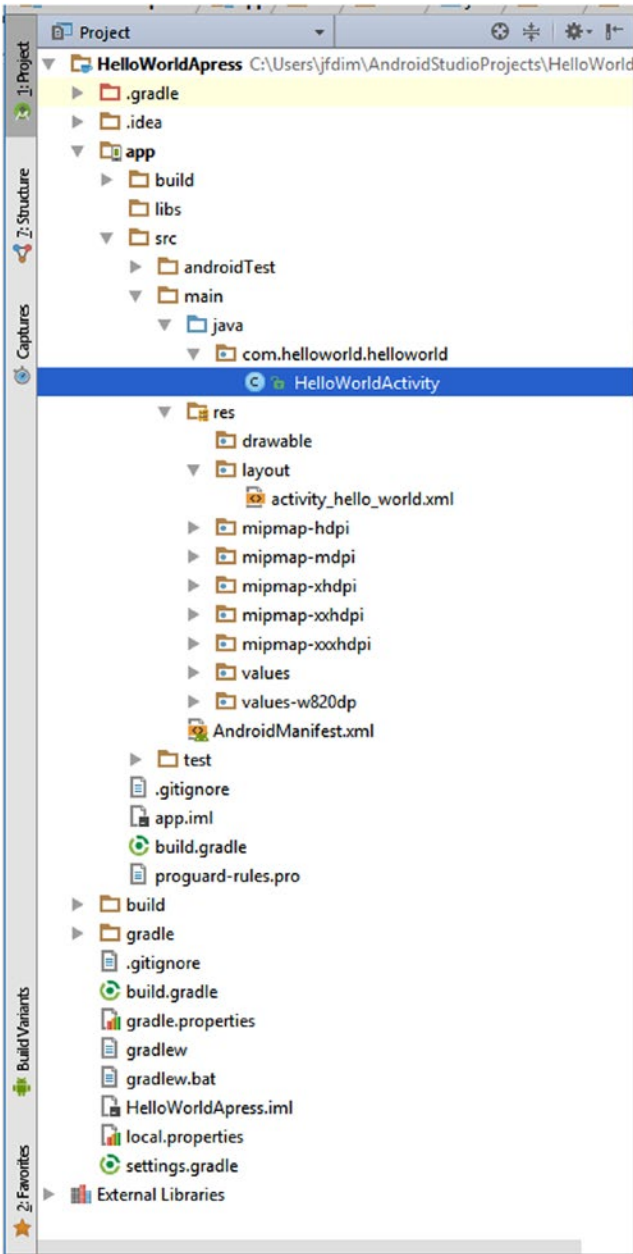 Project
HelloWorldApress C:\Users\jfdim\AndroidStudioProjects\HelloWorld
.gradle
.idea
app
build
libs
src
androidTest
main
java
com.helloworld.helloworld
HelloWorldActivity
res
drawable
layout
activity_hello_world.xml
mipmap-hdpi
mipmap-mdpi
mipmap-xhdpi
mipmap-xxhdpi
mipmap-xxxhdpi
values
values-w820dp
AndroidManifest.xml
test
.gitignore
app.iml
build.gradle
proguard-rules.pro
build
gradle
.gitignore
build.gradle
gradle.properties
gradlew
gradlew.bat
HelloWorldApress.iml
local.properties
settings.gradle
External Libraries
1: Project
7: Structure
Captures
Build Variants
2: Favorites